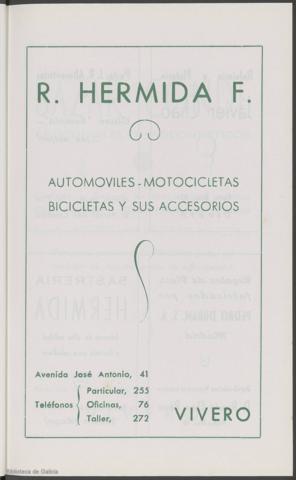 R. HERMIDA F.
AUTOMOVILES - MOTOCICLETAS
BICICLETAS Y SUS ACCESORIOS
Avenida José Antonio, 41
Teléfonos { Particular, 255
Oficinas, 76
Taller, 272
VIVERO
Biblioteca de Galicia